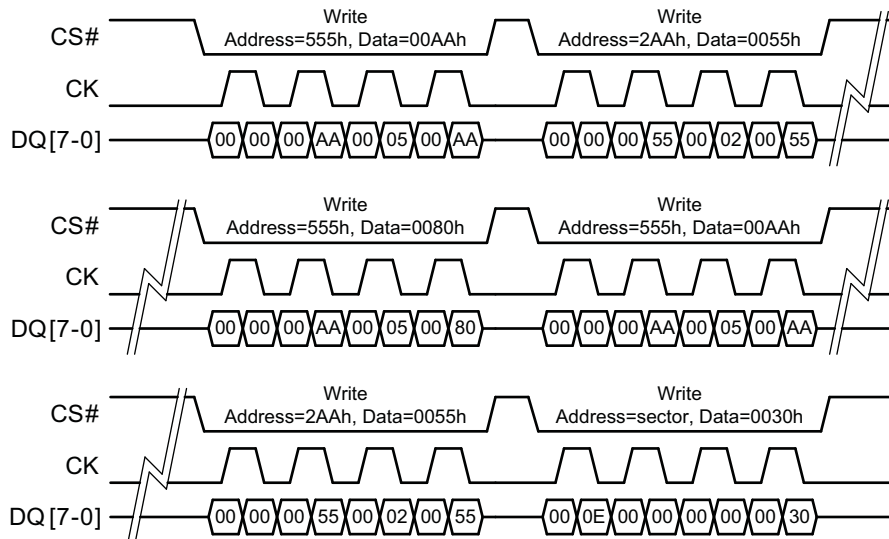 Write Write
CS# Address=555h, Data=00AAh Address=2AAh, Data=0055h
CK
DQ[7-0] 00 00 00 AA 00 05 00 AA 00 00 00 55 00 02 00 55
Write Write
CS# Address=555h, Data=0080h Address=555h, Data=00AAh
CK
DQ[7-0] 00 00 00 AA 00 05 00 80 00 00 00 AA 00 05 00 AA
Write Write
CS# Address=2AAh, Data=0055h Address=sector, Data=0030h
CK
DQ[7-0] 00 00 00 55 00 02 00 55 00 0E 00 00 00 00 00 30